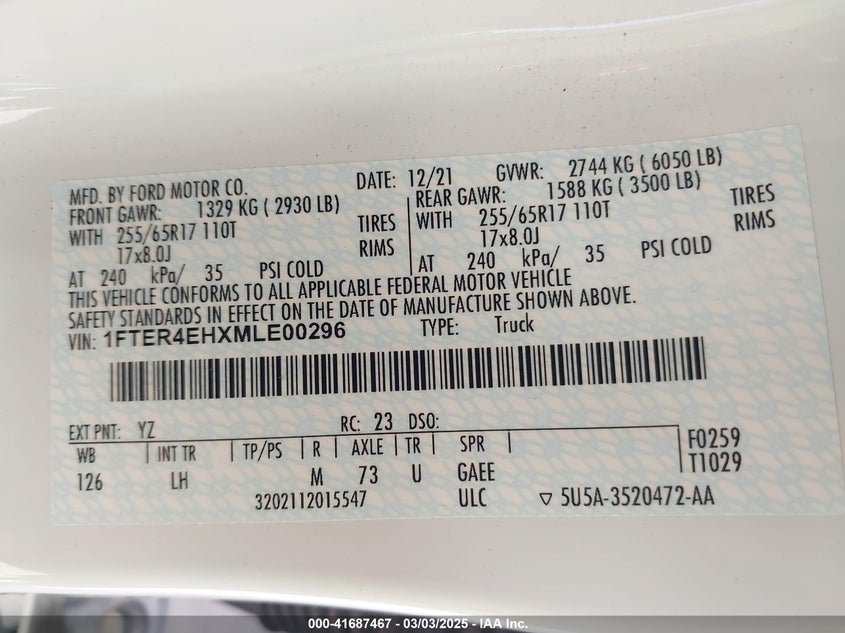 MFD. BY FORD MOTOR CO. DATE: 12/21 GVWR: 2744 KG ( 6050 LB)
FRONT GAWR: 1329 KG ( 2930 LB) REAR GAWR: 1588 KG ( 3500 LB)
WITH 255/65R17 110T TIRES WITH 255/65R17 110T TIRES
17x8.0J RIMS 17x8.0J RIMS
AT 240 kPa/ 35 PSI COLD AT 240 kPa/ 35 PSI COLD
THIS VEHICLE CONFORMS TO ALL APPLICABLE FEDERAL MOTOR VEHICLE
SAFETY STANDARDS IN EFFECT ON THE DATE OF MANUFACTURE SHOWN ABOVE.
VIN: 1FTER4EHXMLE00296 TYPE: Truck
EXT PNT: YZ RC: 23 DSO:
WB INT TR TP/PS R AXLE TR SPR F0259
126 LH M 73 U GAEE T1029
3202112015547 ULC ▽ 5U5A-3520472-AA
000-41687467 - 03/03/2025 - IAA Inc.